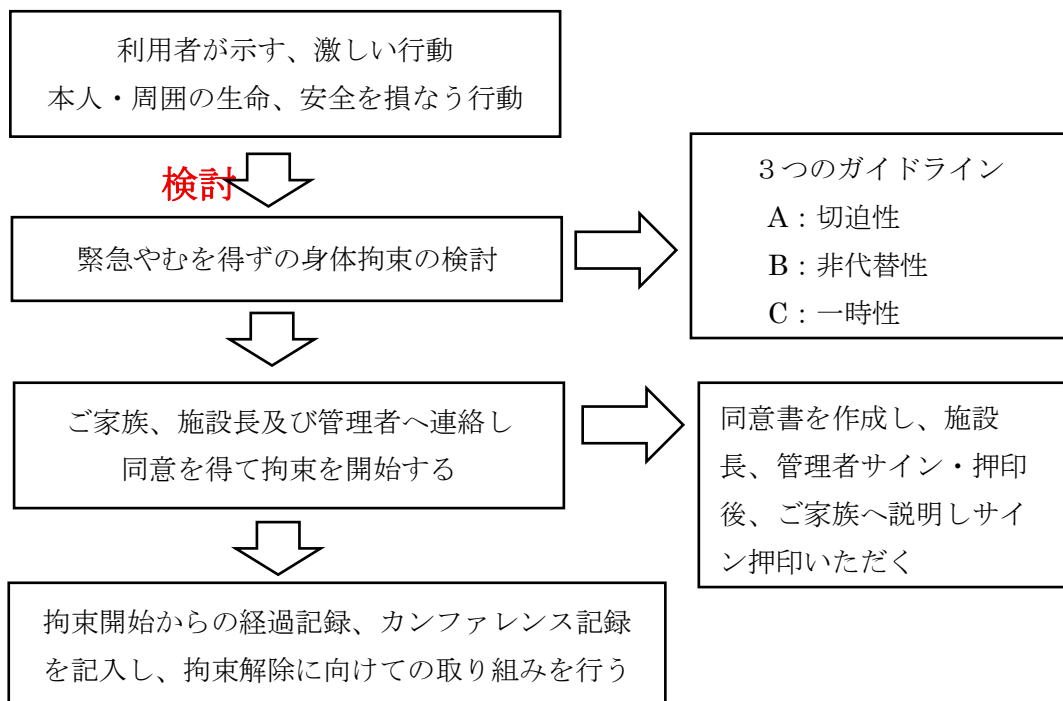 利用者が示す、激しい行動
本人・周囲の生命、安全を損なう行動
検討
緊急やむを得ずの身体拘束の検討
３つのガイドライン
A：切迫性
B：非代替性
C：一時性
ご家族、施設長及び管理者へ連絡し
同意を得て拘束を開始する
同意書を作成し、施設
長、管理者サイン・押印
後、ご家族へ説明しサイ
ン押印いただく
拘束開始からの経過記録、カンファレンス記録
を記入し、拘束解除に向けての取り組みを行う